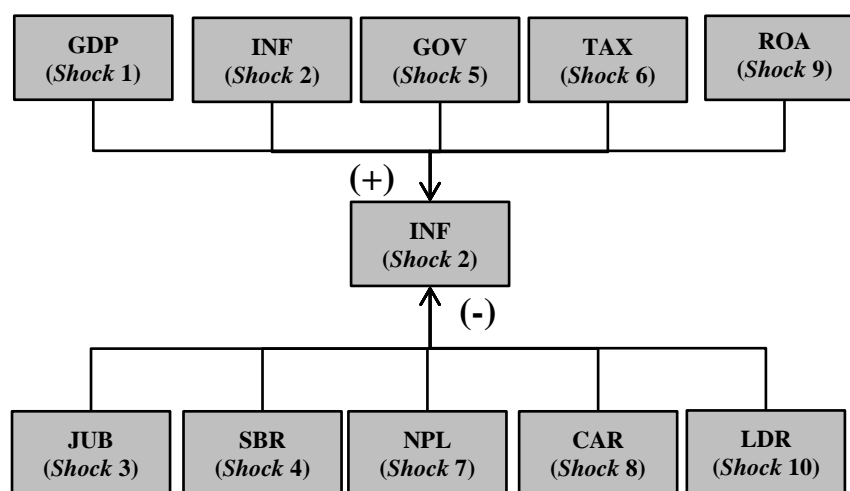 GDP
(Shock 1)
INF
(Shock 2)
GOV
(Shock 5)
TAX
(Shock 6)
ROA
(Shock 9)
(+)
INF
(Shock 2)
(-)
JUB
(Shock 3)
SBR
(Shock 4)
NPL
(Shock 7)
CAR
(Shock 8)
LDR
(Shock 10)